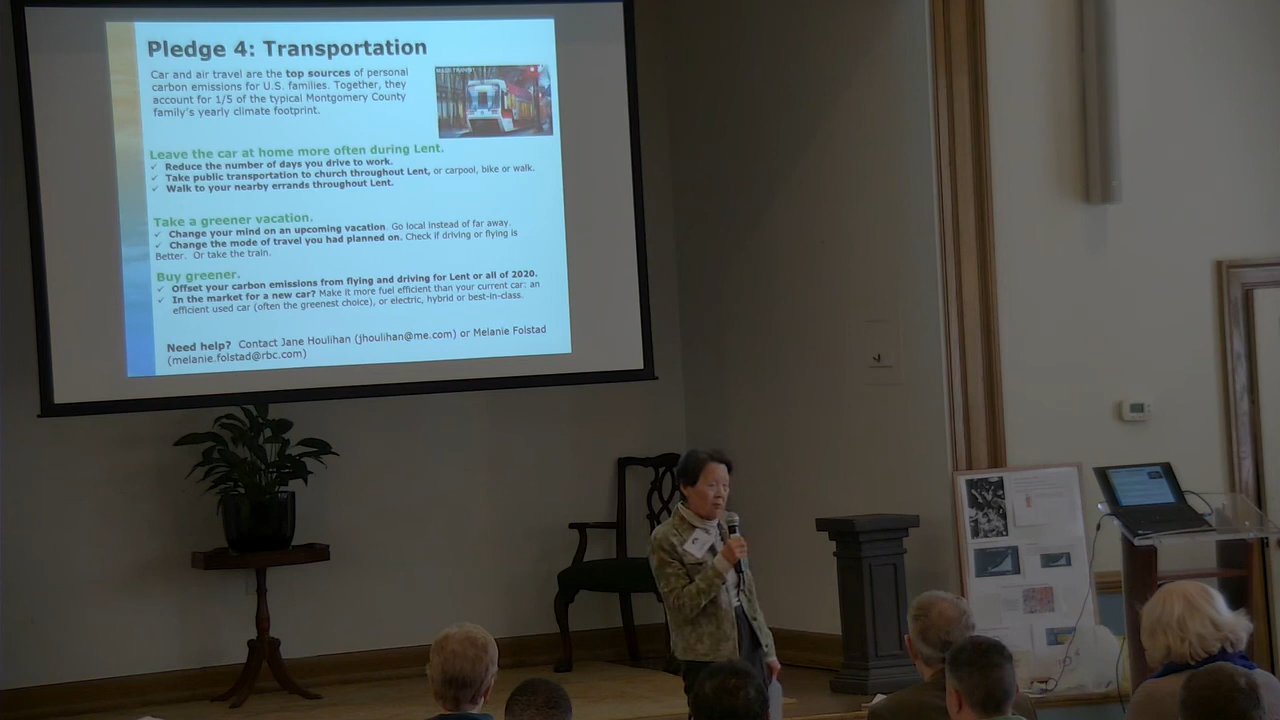 Pledge 4: Transportation
Car and air travel are the top sources of personal
carbon emissions for U.S. families. Together, they
account for 1/5 of the typical Montgomery County
family's yearly climate footprint.
Leave the car at home more often during Lent.
✓ Reduce the number of days you drive to work.
✓ Take public transportation to church throughout Lent, or carpool, bike or walk.
✓ Walk to your nearby errands throughout Lent.
Take a greener vacation.
✓ Change your mind on an upcoming vacation. Go local instead of far away.
✓ Change the mode of travel you had planned on. Check if driving or flying is
Better. Or take the train.
Buy greener.
✓ Offset your carbon emissions from flying and driving for Lent or all of 2020.
✓ In the market for a new car? Make it more fuel efficient than your current car: an
efficient used car (often the greenest choice), or electric, hybrid or best-in-class.
Need help? Contact Jane Houlihan (jhoulihan@me.com) or Melanie Folstad
(melanie.folstad@rbc.com)